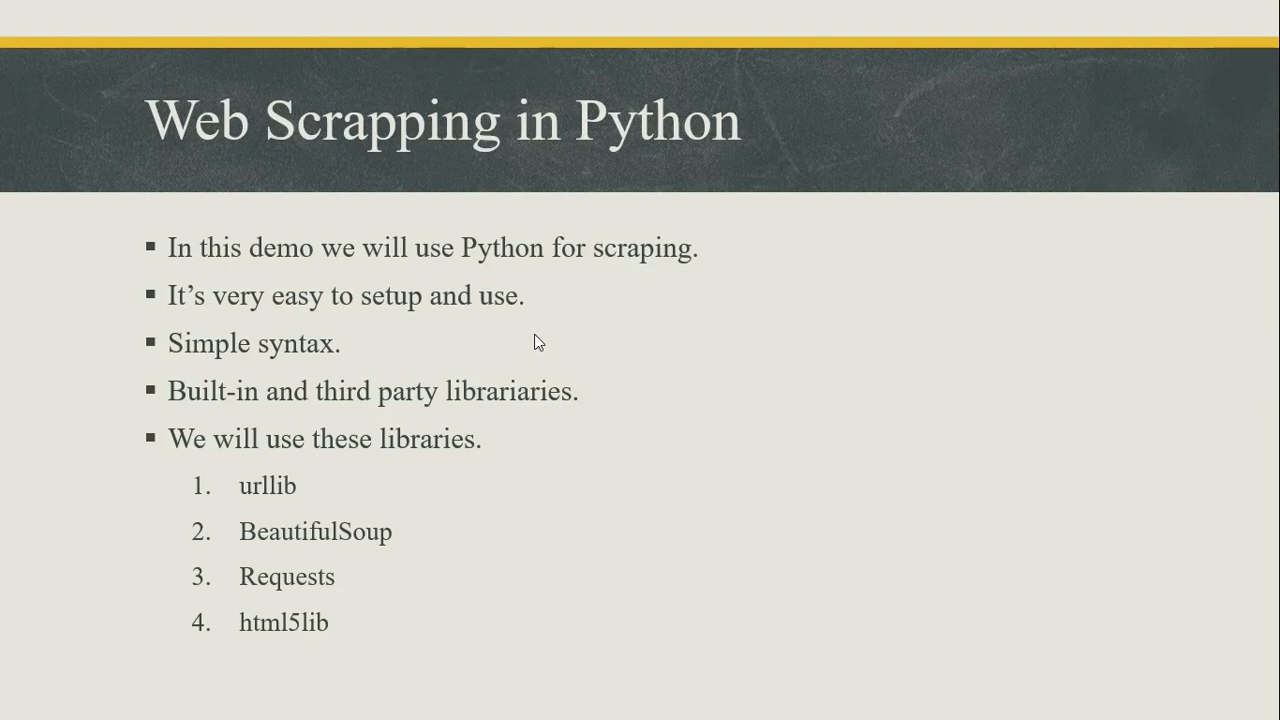 Web Scrapping in Python
▪ In this demo we will use Python for scraping.
▪ It’s very easy to setup and use.
▪ Simple syntax.
▪ Built-in and third party librariaries.
▪ We will use these libraries.
1. urllib
2. BeautifulSoup
3. Requests
4. html5lib